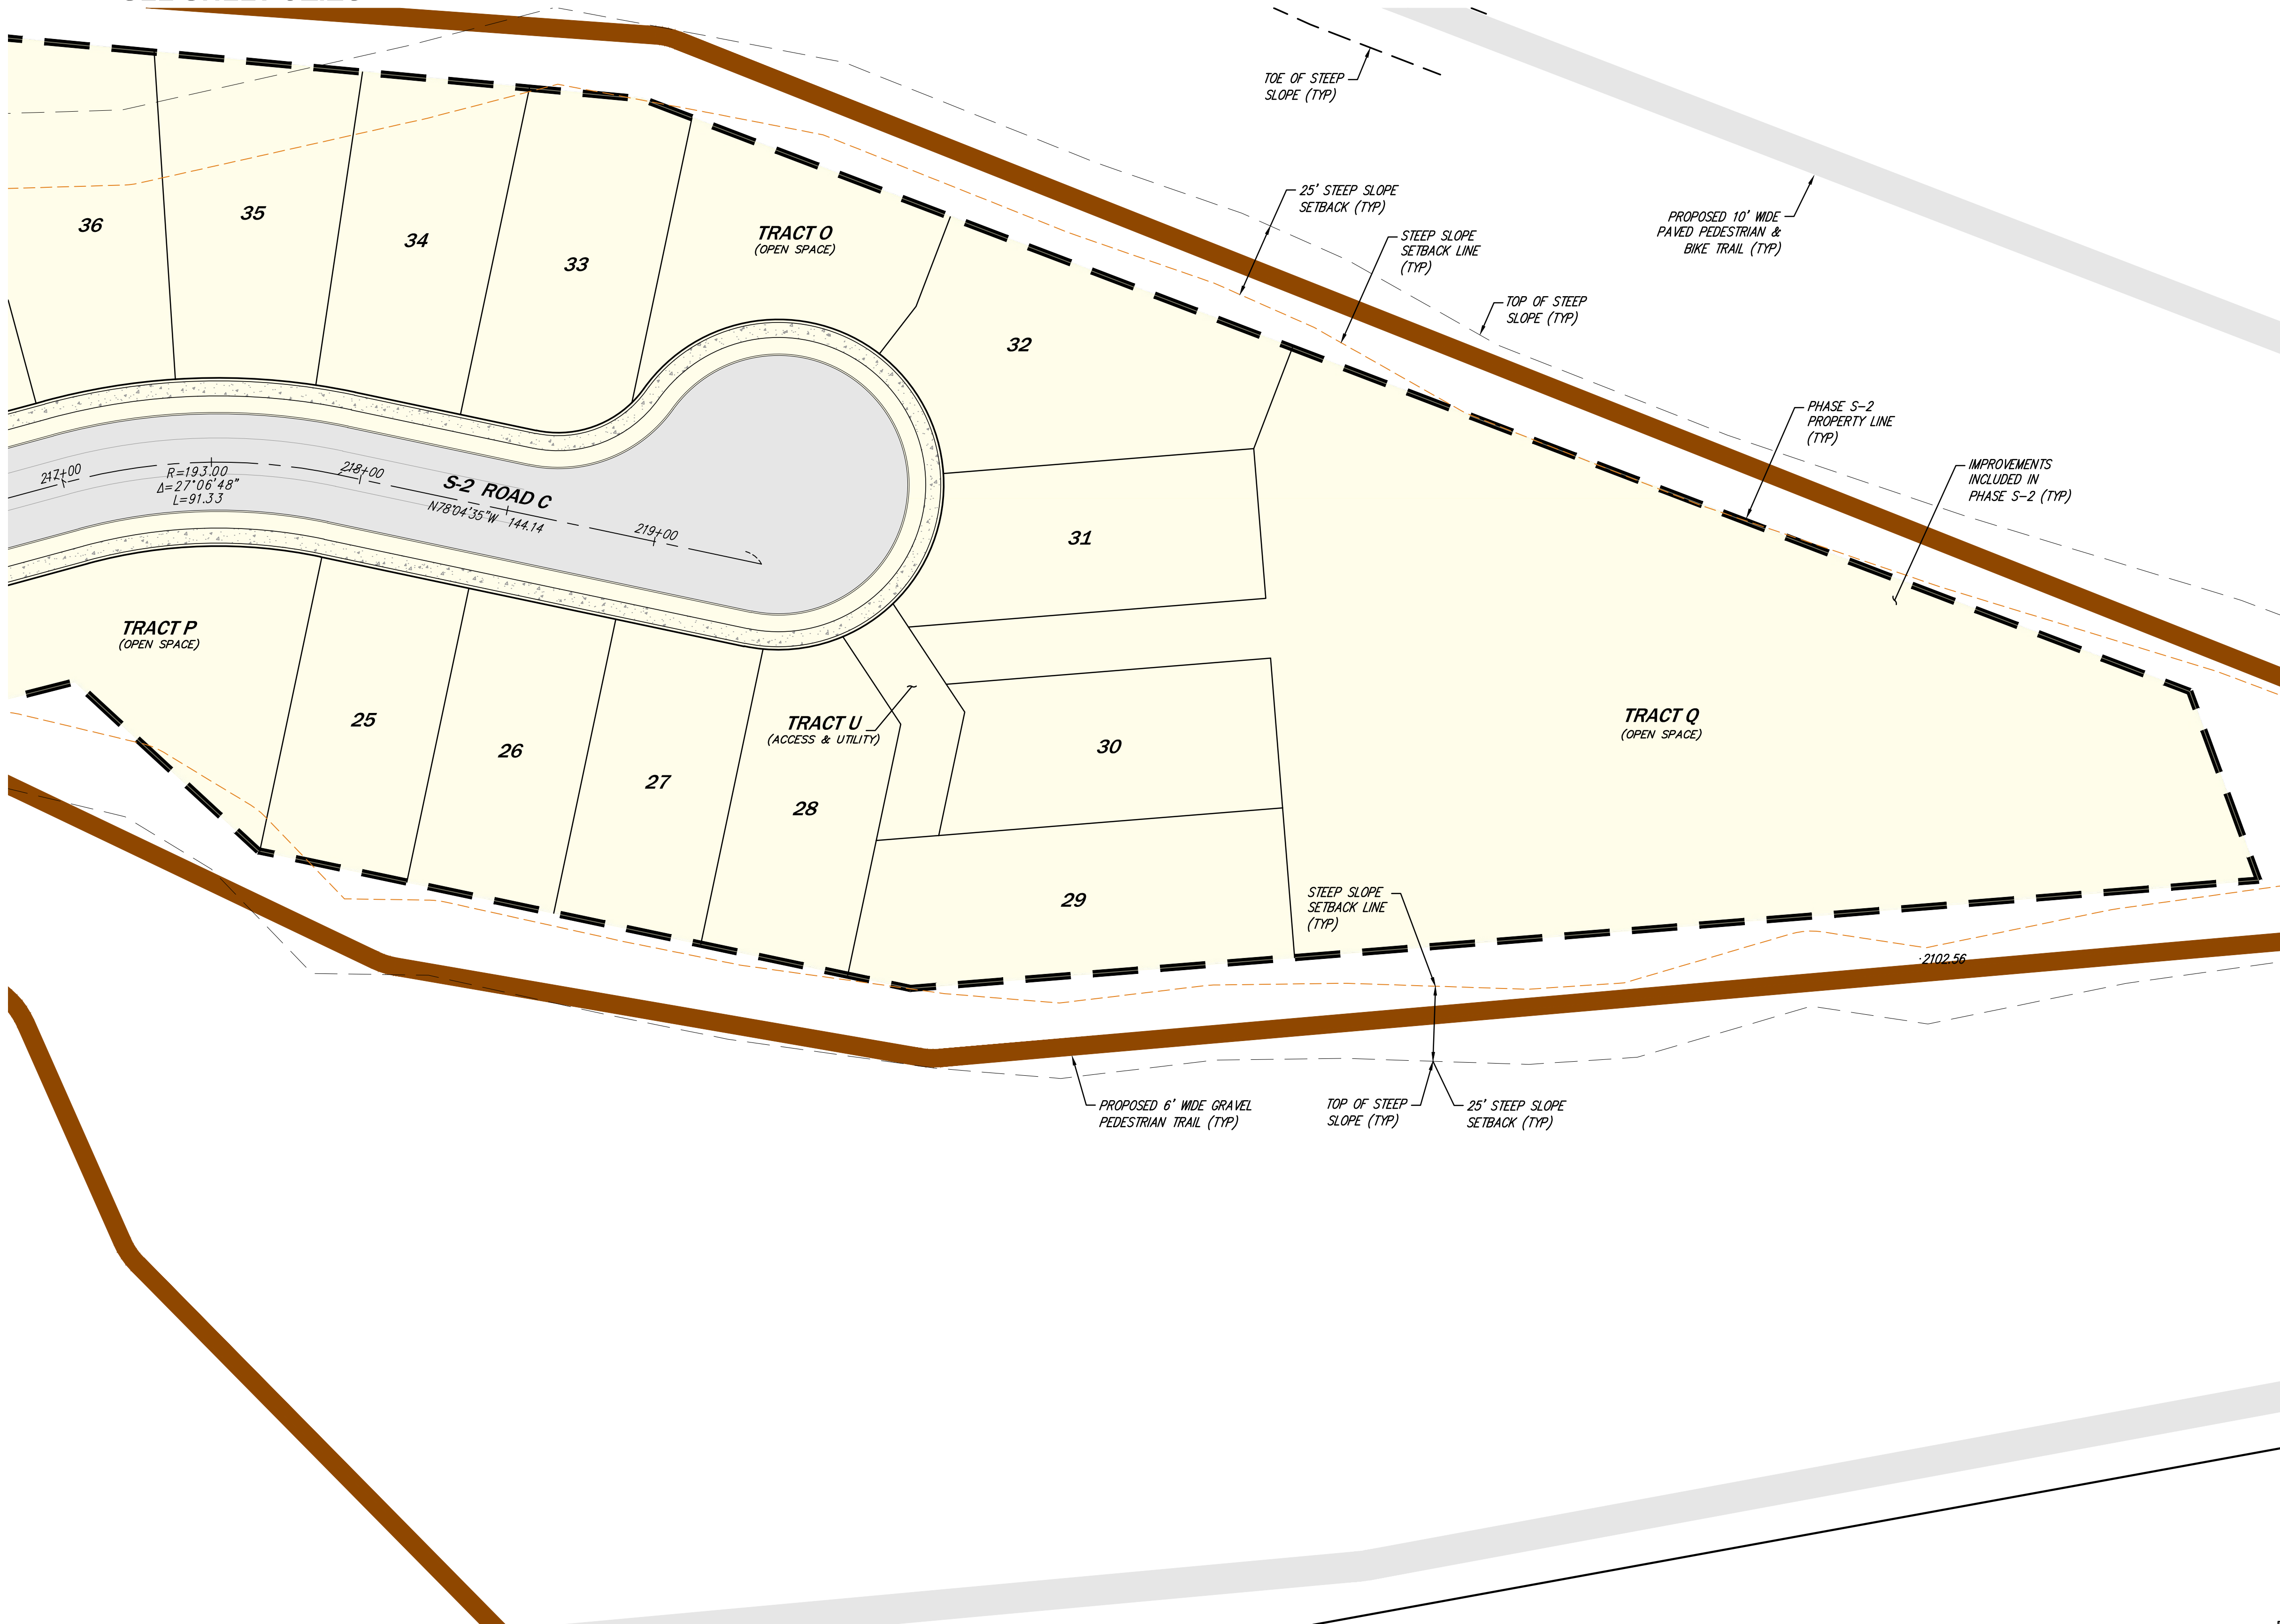 TOE OF STEEP
SLOPE (TYP)
25' STEEP SLOPE
SETBACK (TYP)
PROPOSED 10' WIDE
PAVED PEDESTRIAN &
BIKE TRAIL (TYP)
STEEP SLOPE
SETBACK LINE
(TYP)
TOP OF STEEP
SLOPE (TYP)
36
35
34
33
TRACT O
(OPEN SPACE)
32
PHASE S-2
PROPERTY LINE
(TYP)
IMPROVEMENTS
INCLUDED IN
PHASE S-2 (TYP)
217+00
R=193.00
Δ=27°06'48"
L=91.33
218+00
S-2 ROAD C
N78°04'35"W 144.14
219+00
31
TRACT P
(OPEN SPACE)
25
26
27
28
TRACT U
(ACCESS & UTILITY)
30
29
TRACT Q
(OPEN SPACE)
STEEP SLOPE
SETBACK LINE
(TYP)
2102.56
PROPOSED 6' WIDE GRAVEL
PEDESTRIAN TRAIL (TYP)
TOP OF STEEP
SLOPE (TYP)
25' STEEP SLOPE
SETBACK (TYP)